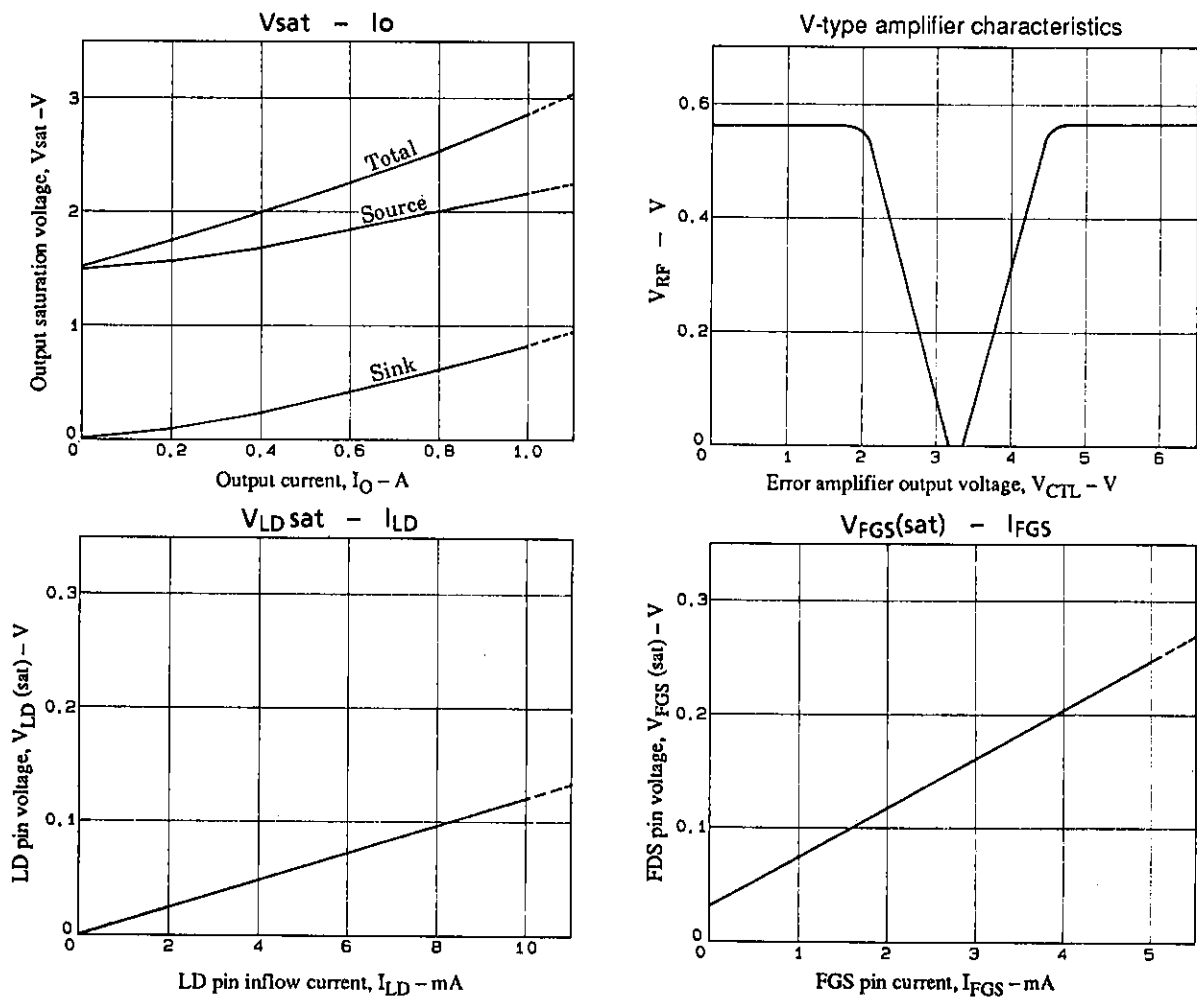 Vsat – Io
Output saturation voltage, Vsat –V
3
2
1
0
Total
Source
Sink
0.2 0.4 0.6 0.8 1.0
Output current, IO – A
V-type amplifier characteristics
VRF – V
0.6
0.4
0.2
0
0 1 2 3 4 5 6
Error amplifier output voltage, VCTL – V
VLD sat – ILD
LD pin voltage, VLD (sat) – V
0.3
0.2
0.1
0
0 2 4 6 8 10
LD pin inflow current, ILD – mA
VFGS(sat) – IFGS
FDS pin voltage, VFGS (sat) – V
0.3
0.2
0.1
0
0 1 2 3 4 5
FGS pin current, IFGS – mA